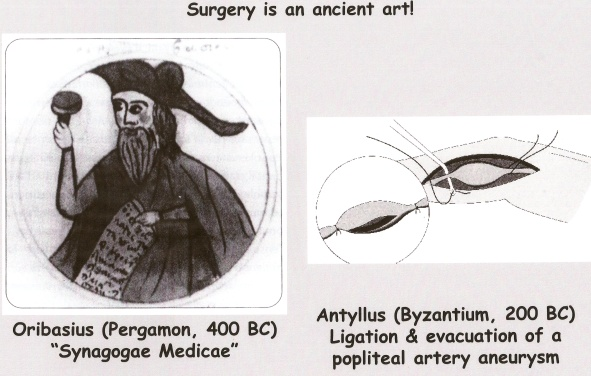 Surgery is an ancient art!
Oribasius (Pergamon, 400 BC)
“Synagogae Medicae”
Antyllus (Byzantium, 200 BC)
Ligation & evacuation of a
popliteal artery aneurysm